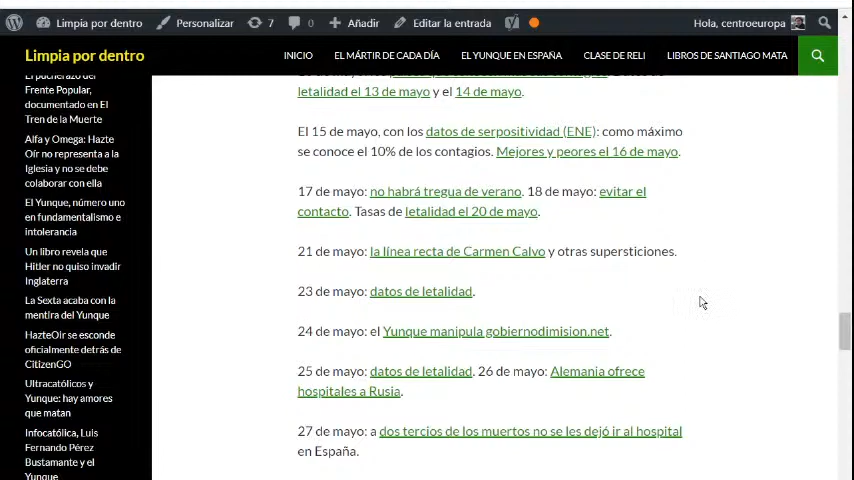 Limpia por dentro
Personalizar
7
0
Añadir
Editar la entrada
Hola, centroeuropa
Limpia por dentro
INICIO
EL MÁRTIR DE CADA DÍA
EL YUNQUE EN ESPAÑA
CLASE DE RELI
LIBROS DE SANTIAGO MATA
El pucherazo del
Frente Popular,
documentado en El
Tren de la Muerte
Alfa y Omega: Hazte
Oír no representa a la
Iglesia y no se debe
colaborar con ella
El Yunque, número uno
en fundamentalismo e
intolerancia
Un libro revela que
Hitler no quiso invadir
Inglaterra
La Sexta acaba con la
mentira del Yunque
HazteOir se esconde
oficialmente detrás de
CitizenGO
Ultracatólicos y
Yunque: hay amores
que matan
Infocatólica, Luis
Fernando Pérez
Bustamante y el
Yunque
letalidad el 13 de mayo y el 14 de mayo.
El 15 de mayo, con los datos de serpositividad (ENE): como máximo
se conoce el 10% de los contagios. Mejores y peores el 16 de mayo.
17 de mayo: no habrá tregua de verano. 18 de mayo: evitar el
contacto. Tasas de letalidad el 20 de mayo.
21 de mayo: la línea recta de Carmen Calvo y otras supersticiones.
23 de mayo: datos de letalidad.
24 de mayo: el Yunque manipula gobiernodimision.net.
25 de mayo: datos de letalidad. 26 de mayo: Alemania ofrece
hospitales a Rusia.
27 de mayo: a dos tercios de los muertos no se les dejó ir al hospital
en España.